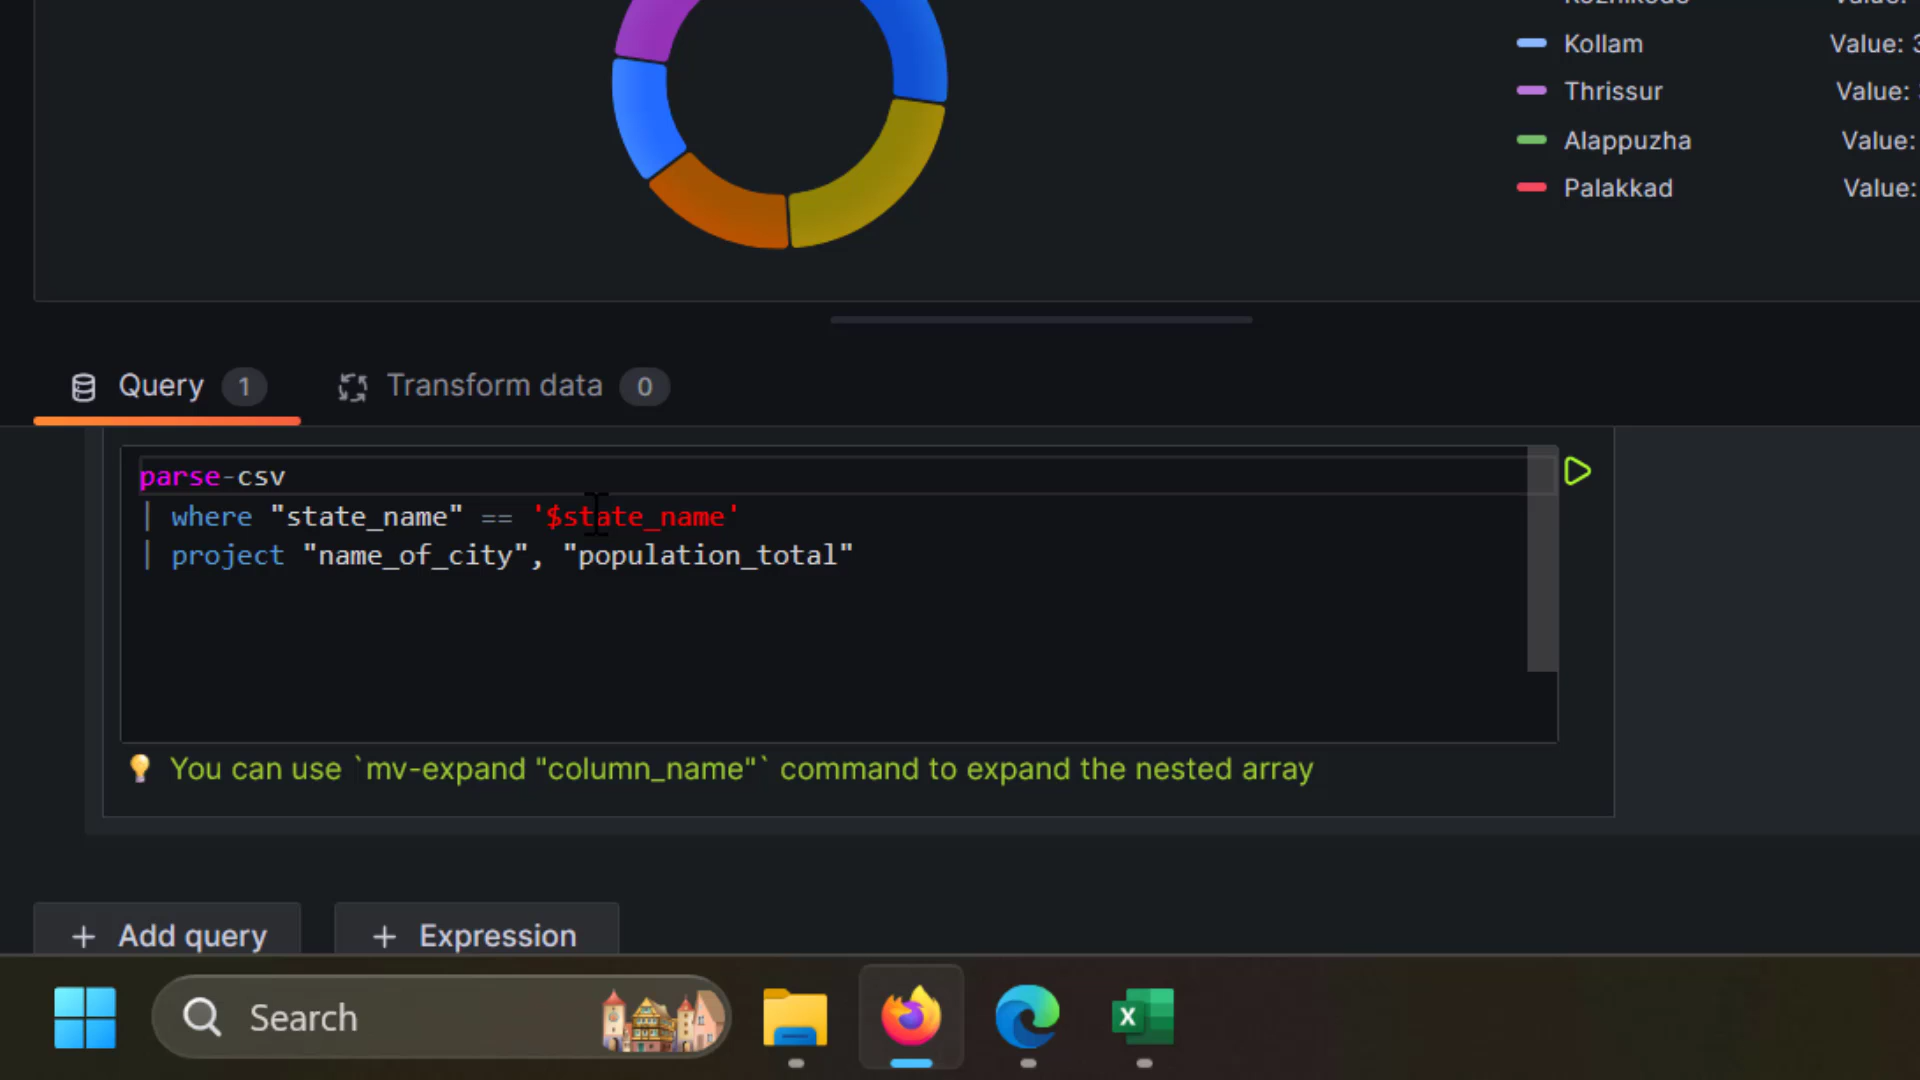 Kollam Value: 3
Thrissur Value:
Alappuzha Value:
Palakkad Value:
Query 1 Transform data 0
parse-csv
| where "state_name" == '$state_name'
| project "name_of_city", "population_total"
You can use `mv-expand "column_name"` command to expand the nested array
+ Add query + Expression
Search